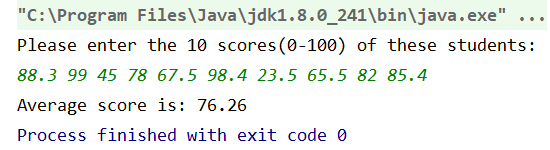 "C:\Program Files\Java\jdk1.8.0_241\bin\java.exe" ...
Please enter the 10 scores(0-100) of these students:
88.3 99 45 78 67.5 98.4 23.5 65.5 82 85.4
Average score is: 76.26
Process finished with exit code 0